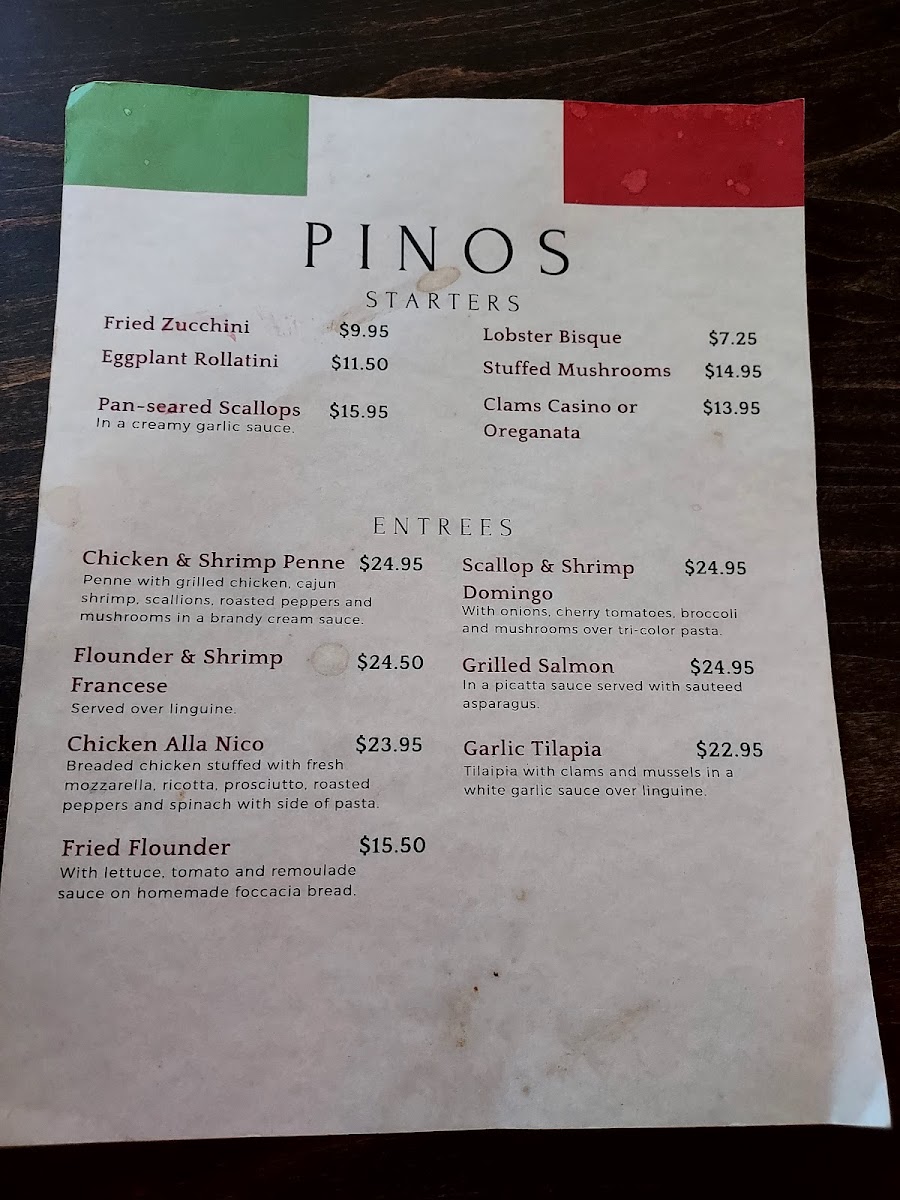 PINOS
STARTERS
Fried Zucchini $9.95
Eggplant Rollatini $11.50
Pan-seared Scallops $15.95
In a creamy garlic sauce.
Lobster Bisque $7.25
Stuffed Mushrooms $14.95
Clams Casino or $13.95
Oreganata
ENTREES
Chicken & Shrimp Penne $24.95
Penne with grilled chicken, cajun
shrimp, scallions, roasted peppers and
mushrooms in a brandy cream sauce.
Flounder & Shrimp $24.50
Francese
Served over linguine.
Chicken Alla Nico $23.95
Breaded chicken stuffed with fresh
mozzarella, ricotta, prosciutto, roasted
peppers and spinach with side of pasta.
Fried Flounder $15.50
With lettuce, tomato and remoulade
sauce on homemade foccacia bread.
Scallop & Shrimp $24.95
Domingo
With onions, cherry tomatoes, broccoli
and mushrooms over tri-color pasta.
Grilled Salmon $24.95
In a picatta sauce served with sauteed
asparagus.
Garlic Tilapia $22.95
Tilaipia with clams and mussels in a
white garlic sauce over linguine.